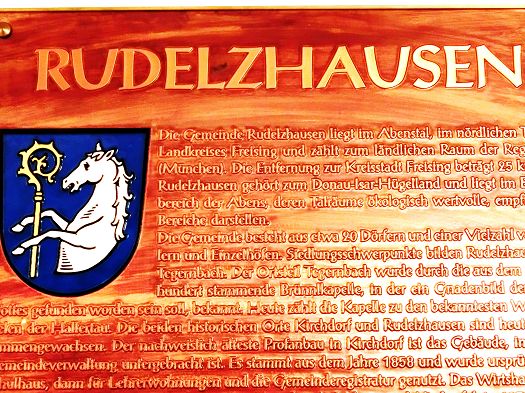 RUDELZHAUSEN
Die Gemeinde Rudelzhausen liegt im Abenstal, im nördlichen
Landkreises Freising und zählt zum ländlichen Raum der Reg
(München). Die Entfernung zur Kreisstadt Freising beträgt 25 k
Rudelzhausen gehört zum Donau-Isar-Hügelland und liegt im
bereich der Abens, deren Talräume ökologisch wertvolle, empf
Bereiche darstellen.
Die Gemeinde besteht aus etwa 20 Dörfern und einer Vielzahl v
lern und Einzelhöfen. Siedlungsschwerpunkte bilden Rudelzhaus
Tegernbach. Der Ortsteil Tegernbach wurde durch die aus dem
hundert stammende Brünnlkapelle, in der ein Gnadenbild de
ottes gefunden worden sein soll, bekannt. Heute zählt die Kapelle zu den bekanntesten W
len der Hallertau. Die beiden historischen Orte Kirchdorf und Rudelzhausen sind heut
mmengewachsen. Der nachweislich älteste Profanbau in Kirchdorf ist das Gebäude, in
emeindeverwaltung untergebracht ist. Es stammt aus dem Jahre 1858 und wurde urspr
hulhaus, dann für Lehrerwohnungen und die Gemeinderegistratur genutzt. Das Wirtsha